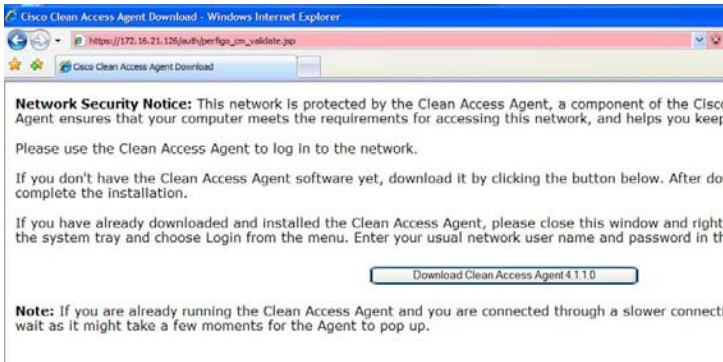 Cisco Clean Access Agent Download - Windows Internet Explorer
https://172.16.21.126/auth/perfigo_cm_validate.jsp
Cisco Clean Access Agent Download
Network Security Notice: This network is protected by the Clean Access Agent, a component of the Cisc
Agent ensures that your computer meets the requirements for accessing this network, and helps you keep
Please use the Clean Access Agent to log in to the network.
If you don't have the Clean Access Agent software yet, download it by clicking the button below. After do
complete the installation.
If you have already downloaded and installed the Clean Access Agent, please close this window and right
the system tray and choose Login from the menu. Enter your usual network user name and password in th
Download Clean Access Agent 4.1.1.0
Note: If you are already running the Clean Access Agent and you are connected through a slower connecti
wait as it might take a few moments for the Agent to pop up.